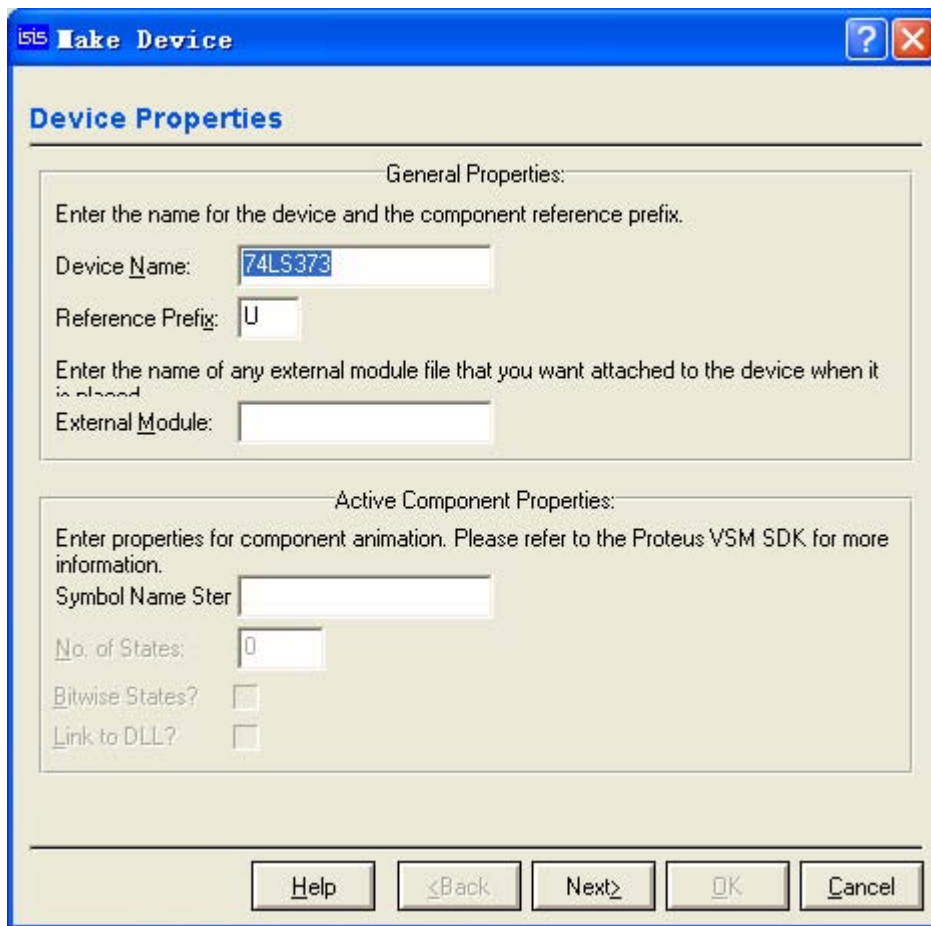 isis Make Device
Device Properties
General Properties:
Enter the name for the device and the component reference prefix.
Device Name: 74LS373
Reference Prefix: U
Enter the name of any external module file that you want attached to the device when it
is placed
External Module:
Active Component Properties:
Enter properties for component animation. Please refer to the Proteus VSM SDK for more
information.
Symbol Name Ster
No. of States: 0
Bitwise States?
Link to DLL?
Help <Back Next> OK Cancel